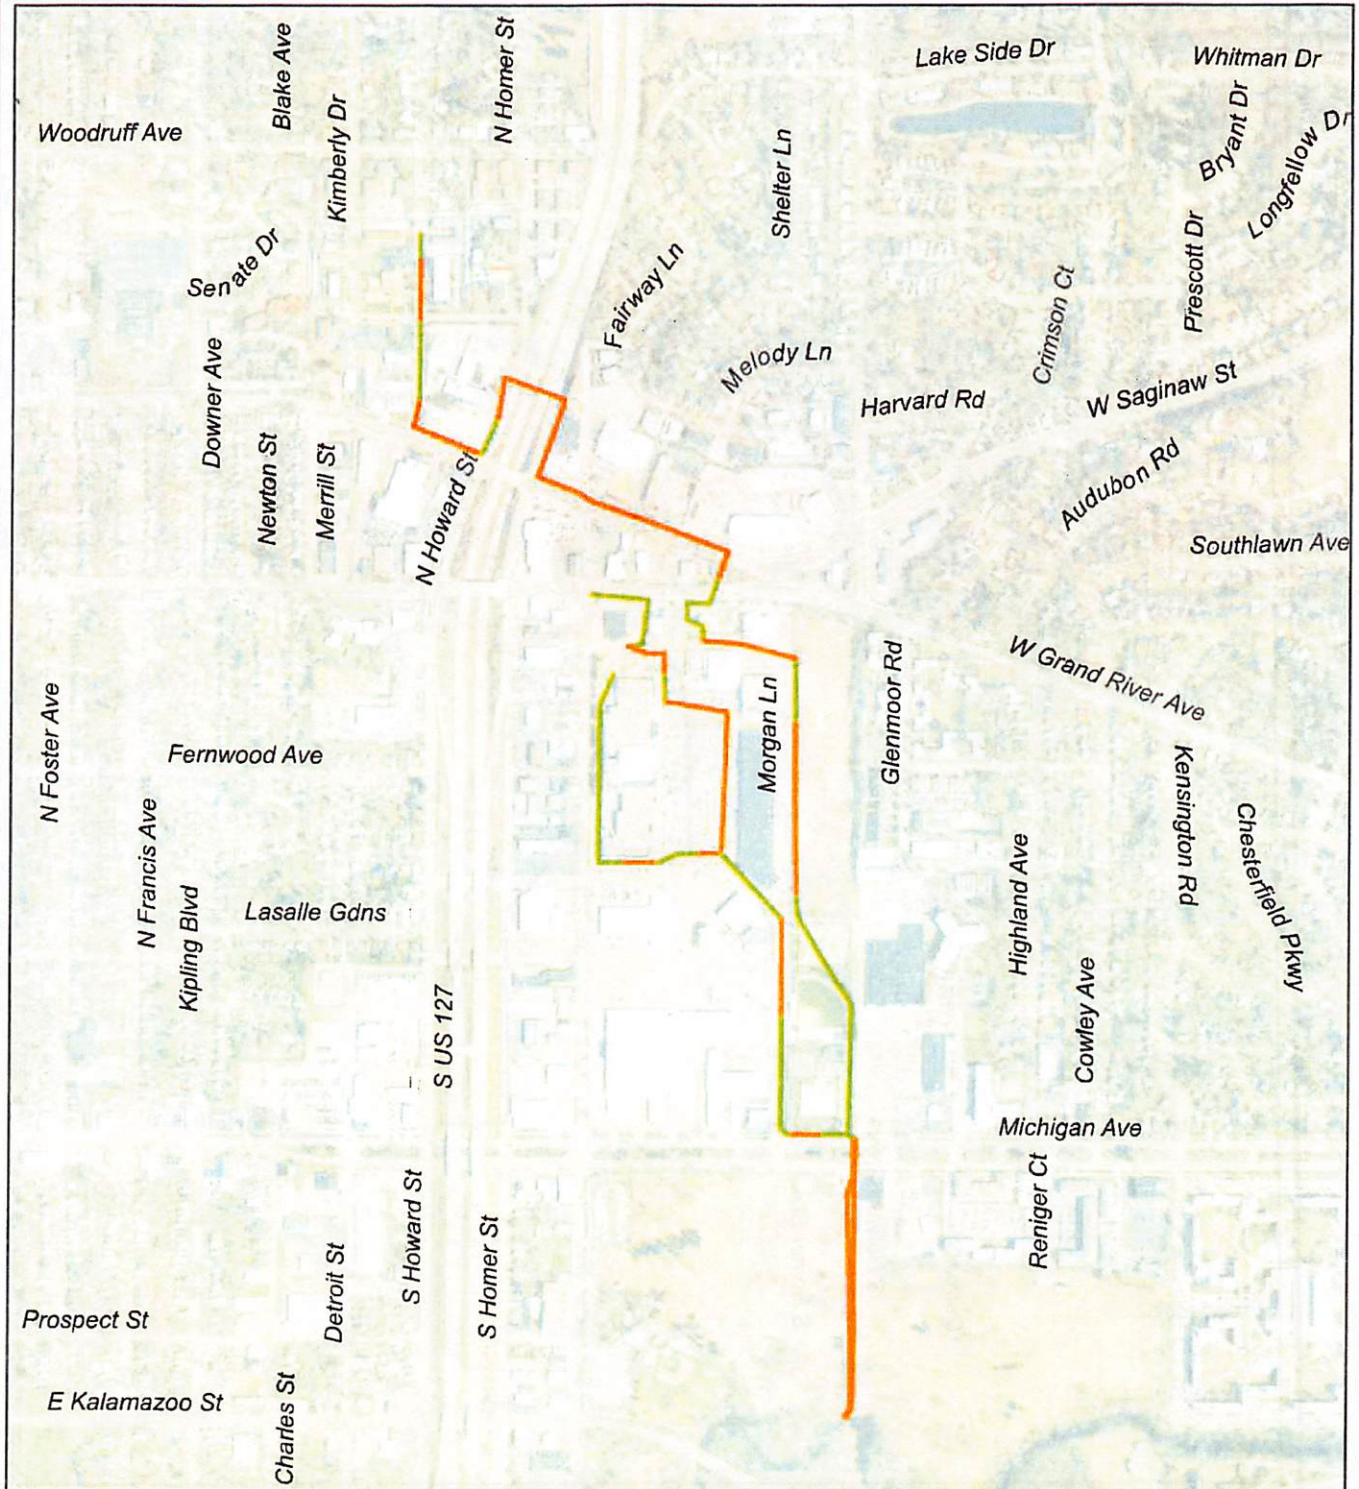 Lake Side Dr
Whitman Dr
Blake Ave
N Homer St
Woodruff Ave
Kimberly Dr
Bryant Dr
Longfellow Dr
Shelter Ln
Senate Dr
Prescott Dr
Fairway Ln
Crimson Ct
Melody Ln
Downer Ave
Harvard Rd
W Saginaw St
Newton St
Merrill St
N Howard St
Audubon Rd
Southlawn Ave
W Grand River Ave
N Foster Ave
Glenmoor Rd
Morgan Ln
Fernwood Ave
Kensington Rd
Chesterfield Pkwy
N Francis Ave
Highland Ave
Kipling Blvd
Lasalle Gdns
S US 127
Cowley Ave
Michigan Ave
S Howard St
Reniger Ct
Detroit St
S Homer St
Prospect St
E Kalamazoo St
Charles St